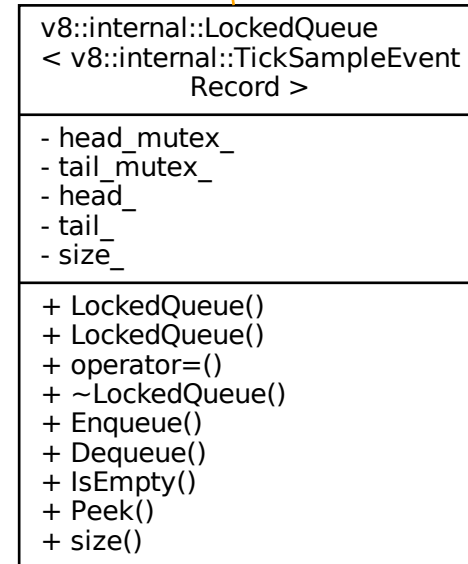 v8::internal::LockedQueue
< v8::internal::TickSampleEvent
Record >
- head_mutex_
- tail_mutex_
- head_
- tail_
- size_
+ LockedQueue()
+ LockedQueue()
+ operator=()
+ ~LockedQueue()
+ Enqueue()
+ Dequeue()
+ IsEmpty()
+ Peek()
+ size()